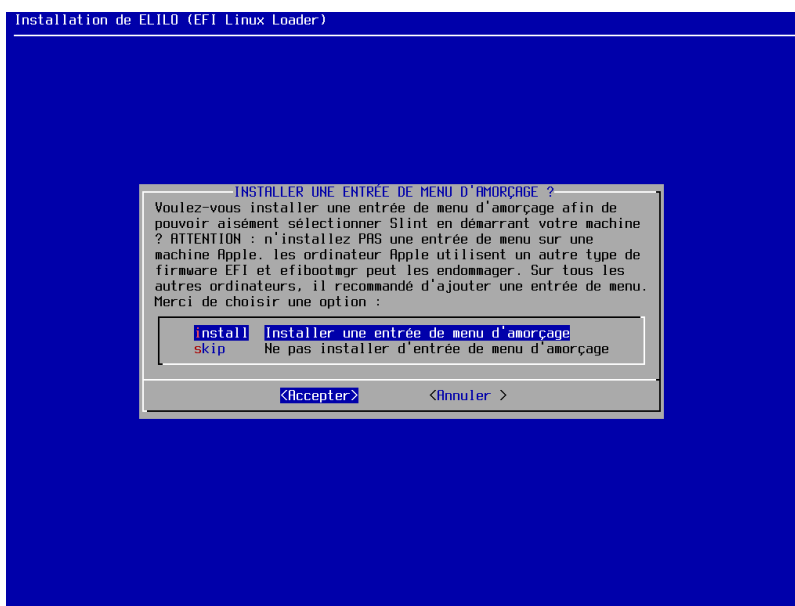 Installation de ELILO (EFI Linux Loader)
INSTALLER UNE ENTRÉE DE MENU D'AMORÇAGE ?
Voulez-vous installer une entrée de menu d'amorçage afin de
pouvoir aisément sélectionner Slint en démarrant votre machine
? ATTENTION : n'installez PAS une entrée de menu sur une
machine Apple. les ordinateur Apple utilisent un autre type de
firmware EFI et efibootmgr peut les endommager. Sur tous les
autres ordinateurs, il recommandé d'ajouter une entrée de menu.
Merci de choisir une option :
install Installer une entrée de menu d'amorçage
skip Ne pas installer d'entrée de menu d'amorçage
<Accepter> <Annuler >